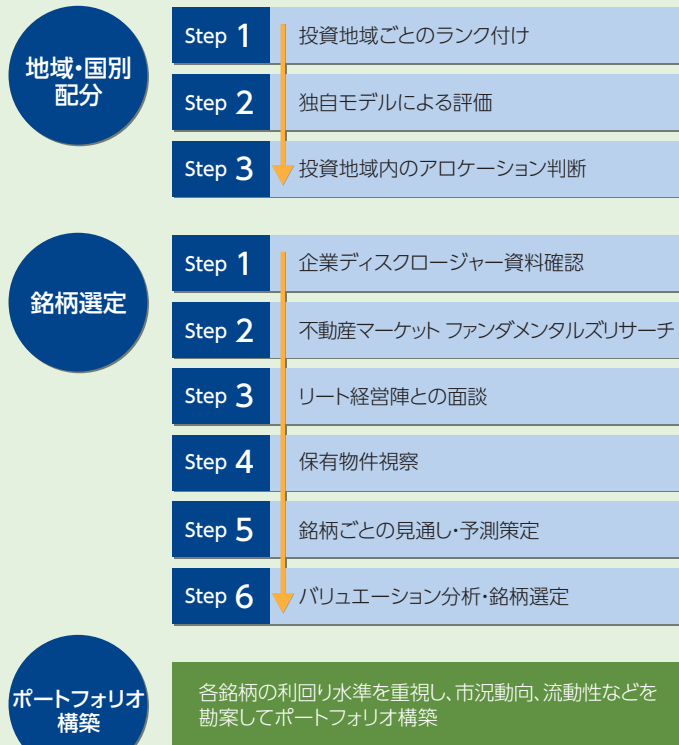 地域・国別
配分
Step 1 投資地域ごとのランク付け
Step 2 独自モデルによる評価
Step 3 投資地域内のアロケーション判断
銘柄選定
Step 1 企業ディスクロージャー資料確認
Step 2 不動産マーケット ファンダメンタルズリサーチ
Step 3 リート経営陣との面談
Step 4 保有物件視察
Step 5 銘柄ごとの見通し・予測策定
Step 6 バリュエーション分析・銘柄選定
ポートフォリオ
構築
各銘柄の利回り水準を重視し、市況動向、流動性などを
勘案してポートフォリオ構築